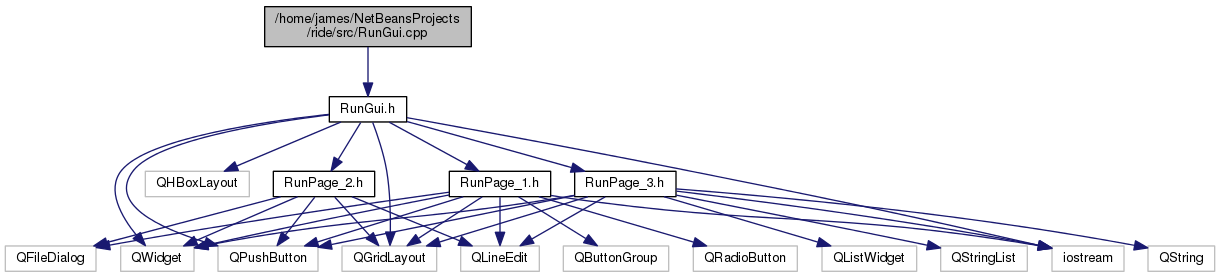 /home/james/NetBeansProjects
/ride/src/RunGui.cpp
RunGui.h
QHBoxLayout
RunPage_2.h
RunPage_1.h
RunPage_3.h
QFileDialog
QWidget
QPushButton
QGridLayout
QLineEdit
QButtonGroup
QRadioButton
QListWidget
QStringList
iostream
QString